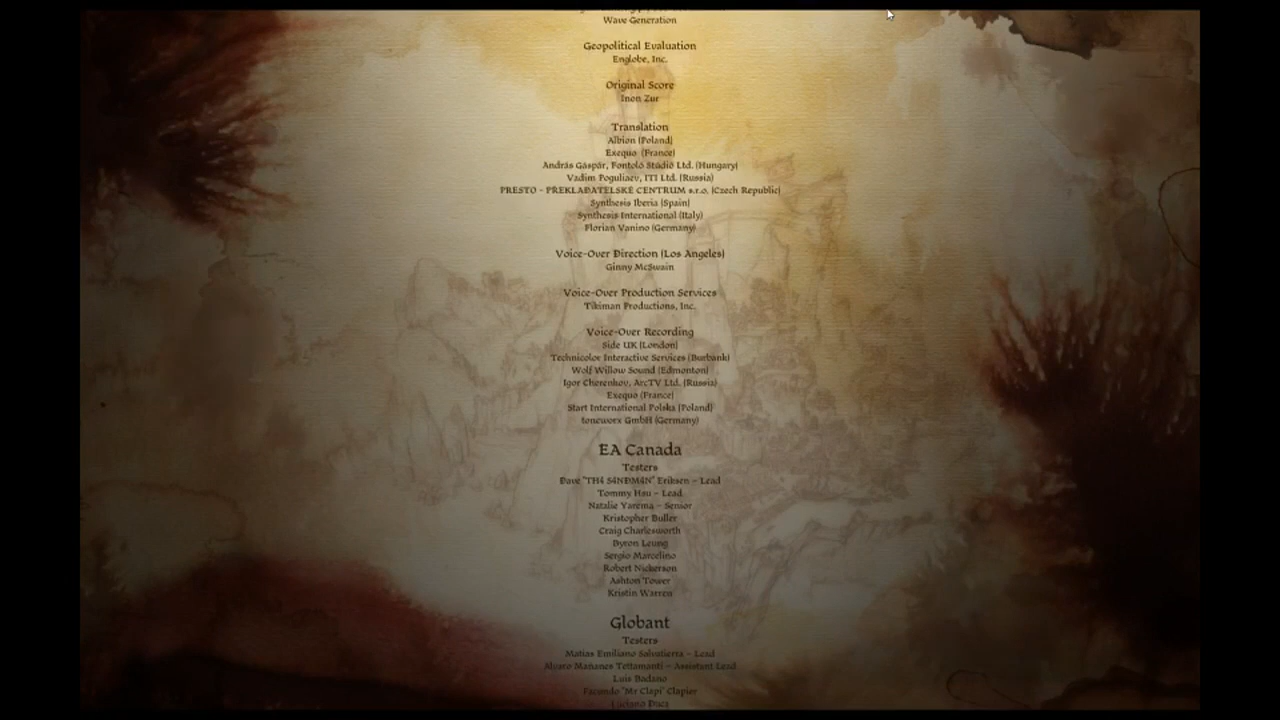 Wave Generation
Geopolitical Evaluation
Englobe, Inc.
Original Score
Inon Zur
Translation
Albion (Poland)
Exequo (France)
András Gáspár, Fontoló Stúdió Ltd. (Hungary)
Vadim Poguliaev, ITI Ltd. (Russia)
PRESTO - PŘEKLADATELSKÉ CENTRUM s.r.o. (Czech Republic)
Synthesis Iberia (Spain)
Synthesis International (Italy)
Florian Vanino (Germany)
Voice-Over Direction (Los Angeles)
Ginny McSwain
Voice-Over Production Services
Tikiman Productions, Inc.
Voice-Over Recording
Side UK (London)
Technicolor Interactive Services (Burbank)
Wolf Willow Sound (Edmonton)
Igor Cherenkov, ArcTV Ltd. (Russia)
Exequo (France)
Start International Polska (Poland)
toneworx GmbH (Germany)
EA Canada
Testers
Dave "TH4 S4NDM4N" Eriksen - Lead
Tommy Hsu - Lead
Natalie Yarema - Senior
Kristopher Buller
Craig Charlesworth
Byron Leung
Sergio Marcelino
Robert Nickerson
Ashton Tower
Kristin Warren
Globant
Testers
Matias Emiliano Salvatierra - Lead
Alvaro Mañanes Tettamanti - Assistant Lead
Luis Badano
Facundo "Mr Clapi" Clapier
Luciano